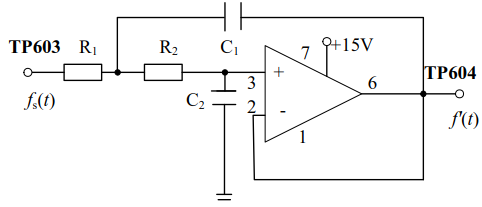 TP603 R₁ R₂ C₁ +15V
7
+
3 6 TP604
C₂ 2 -
fₛ(t) f'(t)
1